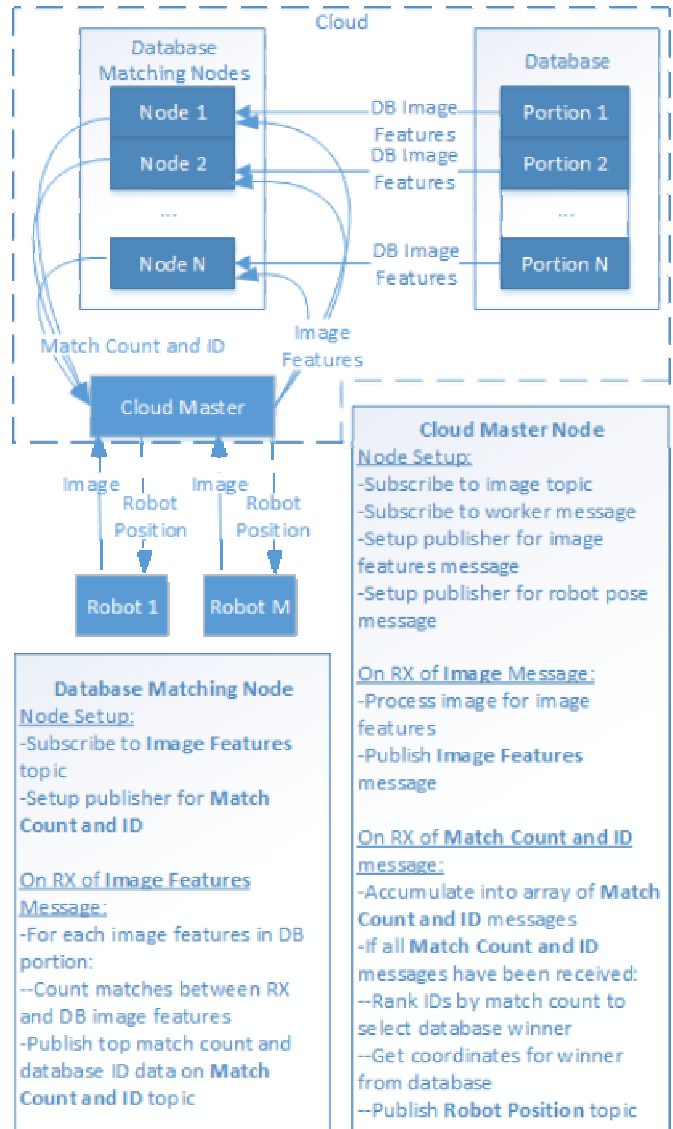 Cloud
Database
Matching Nodes
Database
Node 1
DB Image
Features
Portion 1
Node 2
DB Image
Features
Portion 2
...
...
Node N
DB Image
Features
Portion N
Match Count and ID
Image
Features
Cloud Master
Image
Robot
Position
Image
Robot
Position
Robot 1
Robot M
Database Matching Node
Node Setup:
-Subscribe to Image Features
topic
-Setup publisher for Match
Count and ID
On RX of Image Features
Message:
-For each image features in DB
portion:
--Count matches between RX
and DB image features
-Publish top match count and
database ID data on Match
Count and ID topic
Cloud Master Node
Node Setup:
-Subscribe to image topic
-Subscribe to worker message
-Setup publisher for image
features message
-Setup publisher for robot pose
message
On RX of Image Message:
-Process image for image
features
-Publish Image Features
message
On RX of Match Count and ID
message:
-Accumulate into array of Match
Count and ID messages
-If all Match Count and ID
messages have been received:
--Rank IDs by match count to
select database winner
--Get coordinates for winner
from database
--Publish Robot Position topic